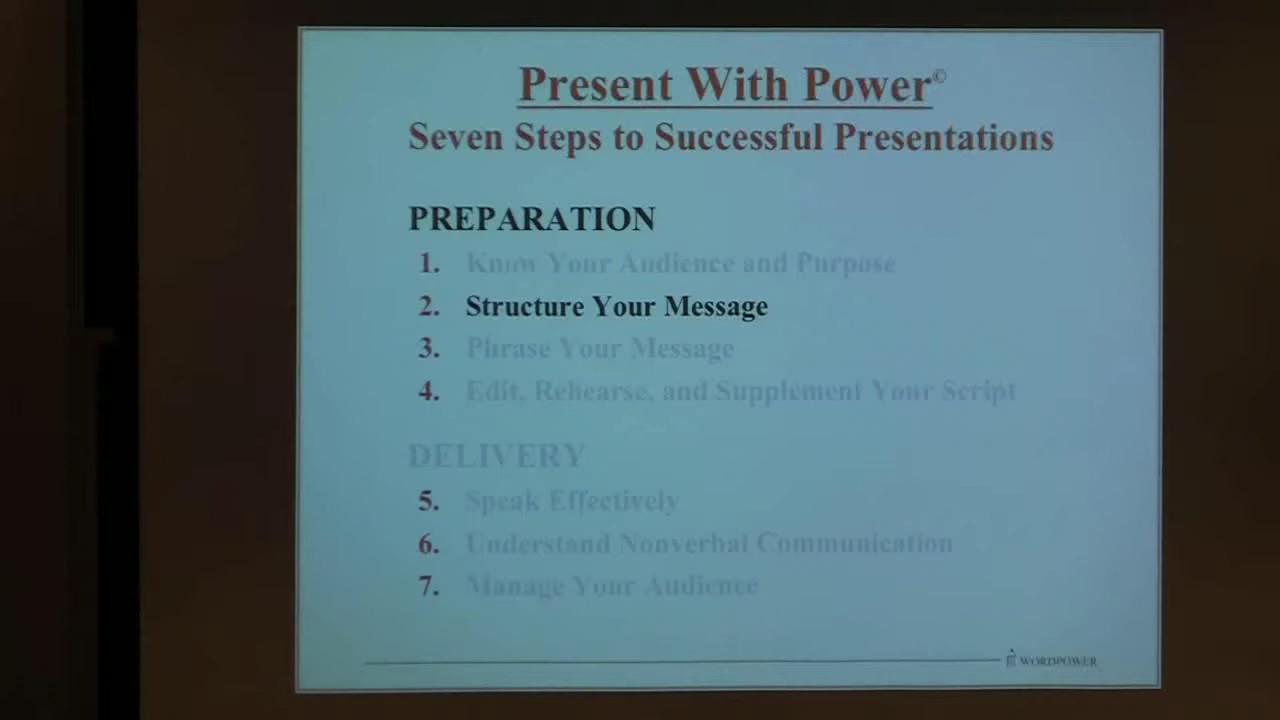 Present With Power©
Seven Steps to Successful Presentations
PREPARATION
1. Know Your Audience and Purpose
2. Structure Your Message
3. Phrase Your Message
4. Edit, Rehearse, and Supplement Your Script
DELIVERY
5. Speak Effectively
6. Understand Nonverbal Communication
7. Manage Your Audience
WORDPOWER